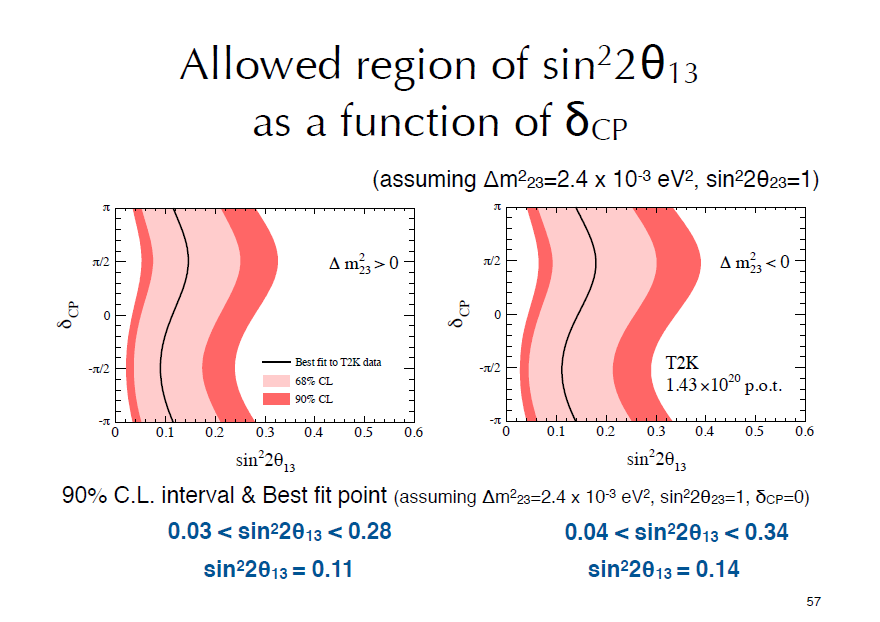 Allowed region of sin²2θ₁₃
as a function of δCP
(assuming Δm²₂₃=2.4 x 10⁻³ eV², sin²2θ₂₃=1)
π
π/2
0
-π/2
-π
δCP
Δ m²₂₃ > 0
Best fit to T2K data
68% CL
90% CL
0 0.1 0.2 0.3 0.4 0.5 0.6
sin²2θ₁₃
π
π/2
0
-π/2
-π
δCP
Δ m²₂₃ < 0
T2K
1.43 ×10²⁰ p.o.t.
0 0.1 0.2 0.3 0.4 0.5 0.6
sin²2θ₁₃
90% C.L. interval & Best fit point (assuming Δm²₂₃=2.4 x 10⁻³ eV², sin²2θ₂₃=1, δCP=0)
0.03 < sin²2θ₁₃ < 0.28
sin²2θ₁₃ = 0.11
0.04 < sin²2θ₁₃ < 0.34
sin²2θ₁₃ = 0.14
57